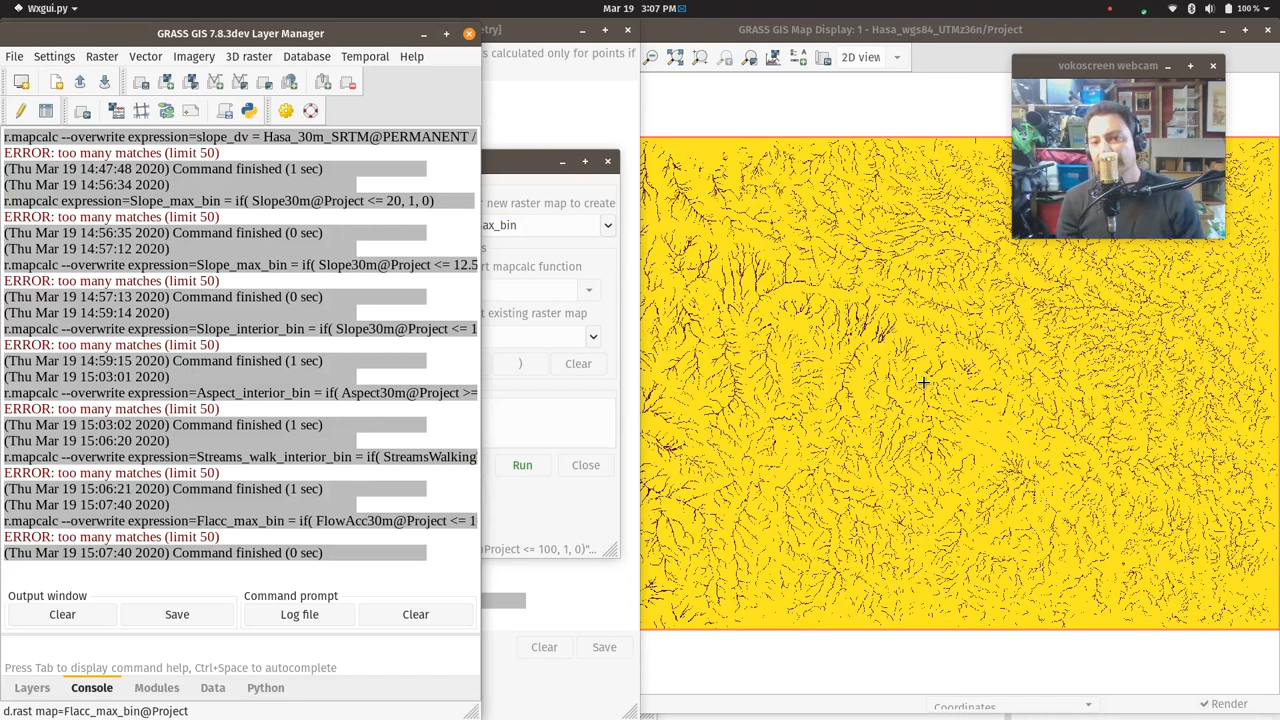 Wxgui.py
Mar 19 3:07 PM
100 %
GRASS GIS 7.8.3dev Layer Manager
etry]
GRASS GIS Map Display: 1 - Hasa_wgs84_UTMz36n/Project
File Settings Raster Vector Imagery 3D raster Database Temporal Help
s calculated only for points if
2D view
vokoscreen webcam
r.mapcalc --overwrite expression=slope_dv = Hasa_30m_SRTM@PERMANENT /
ERROR: too many matches (limit 50)
(Thu Mar 19 14:47:48 2020) Command finished (1 sec)
(Thu Mar 19 14:56:34 2020)
r.mapcalc expression=Slope_max_bin = if( Slope30m@Project <= 20, 1, 0)
ERROR: too many matches (limit 50)
(Thu Mar 19 14:56:35 2020) Command finished (0 sec)
(Thu Mar 19 14:57:12 2020)
r.mapcalc --overwrite expression=Slope_max_bin = if( Slope30m@Project <= 12.5
ERROR: too many matches (limit 50)
(Thu Mar 19 14:57:13 2020) Command finished (0 sec)
(Thu Mar 19 14:59:14 2020)
r.mapcalc --overwrite expression=Slope_interior_bin = if( Slope30m@Project <= 1
ERROR: too many matches (limit 50)
(Thu Mar 19 14:59:15 2020) Command finished (1 sec)
(Thu Mar 19 15:03:01 2020)
r.mapcalc --overwrite expression=Aspect_interior_bin = if( Aspect30m@Project >=
ERROR: too many matches (limit 50)
(Thu Mar 19 15:03:02 2020) Command finished (1 sec)
(Thu Mar 19 15:06:20 2020)
r.mapcalc --overwrite expression=Streams_walk_interior_bin = if( StreamsWalking
ERROR: too many matches (limit 50)
(Thu Mar 19 15:06:21 2020) Command finished (1 sec)
(Thu Mar 19 15:07:40 2020)
r.mapcalc --overwrite expression=Flacc_max_bin = if( FlowAcc30m@Project <= 1
ERROR: too many matches (limit 50)
(Thu Mar 19 15:07:40 2020) Command finished (0 sec)
r new raster map to create
ax_bin
s
rt mapcalc function
t existing raster map
) Clear
Run Close
Project <= 100, 1, 0)"...
Clear Save
Output window Command prompt
Clear Save Log file Clear
Press Tab to display command help, Ctrl+Space to autocomplete
Layers Console Modules Data Python
d.rast map=Flacc_max_bin@Project
Coordinates
Render